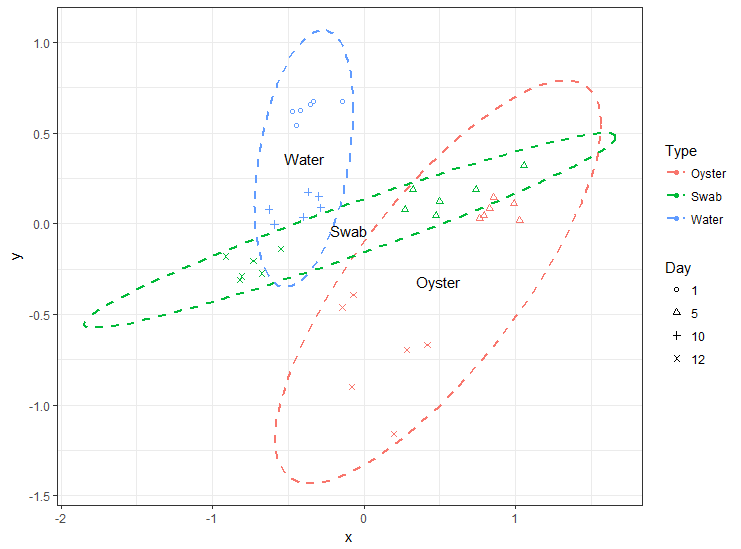 1.0
0.5
0.0
-0.5
-1.0
-1.5
-2
-1
0
1
x
y
Water
Swab
Oyster
Type
Oyster
Swab
Water
Day
1
5
10
12